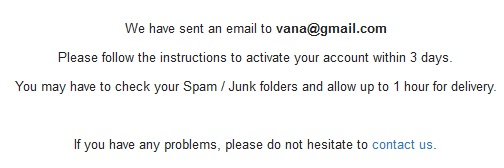 We have sent an email to vana@gmail.com
Please follow the instructions to activate your account within 3 days.
You may have to check your Spam / Junk folders and allow up to 1 hour for delivery.
If you have any problems, please do not hesitate to contact us.